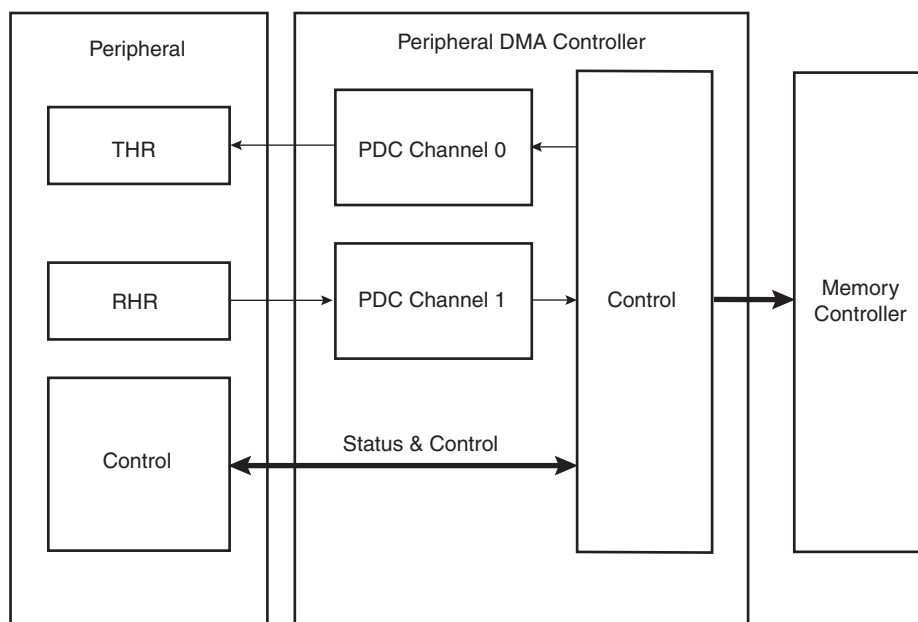 Peripheral
Peripheral DMA Controller
THR
PDC Channel 0
RHR
PDC Channel 1
Control
Memory
Controller
Control
Status & Control